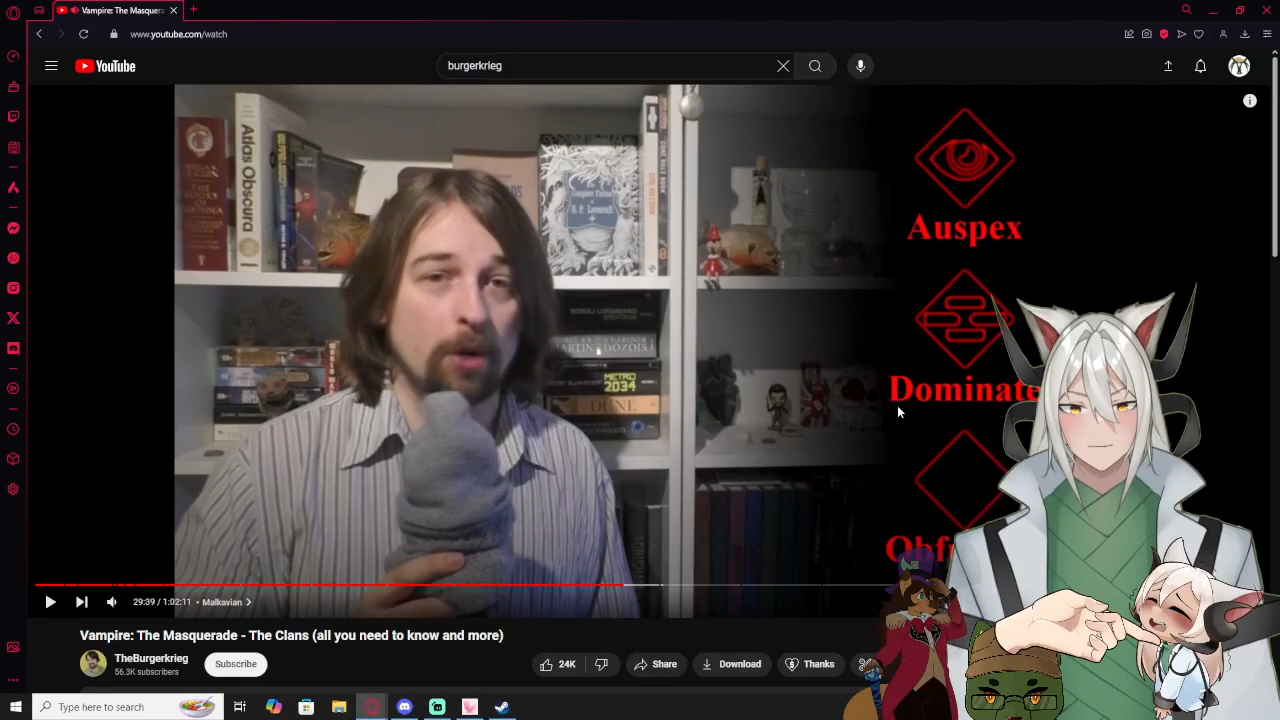 Vampire: The Masquera
www.youtube.com/watch
YouTube
burgerkrieg
Atlas Obscura
METRO
2034
DUNE
Auspex
Dominate
29:39 / 1:02:11 • Malkavian
Vampire: The Masquerade - The Clans (all you need to know and more)
TheBurgerkrieg
56.3K subscribers
Subscribe
24K
Share
Download
Thanks
Type here to search